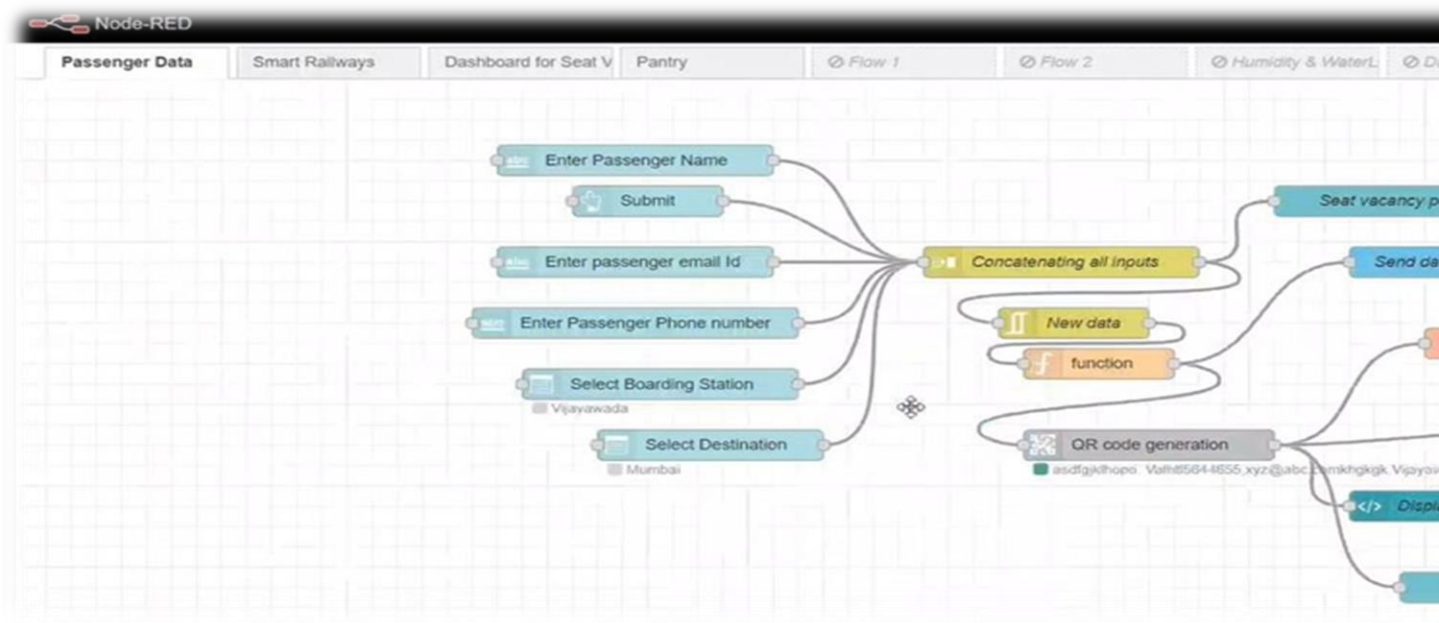 Node-RED
Passenger Data
Smart Railways
Dashboard for Seat V
Pantry
Flow 1
Flow 2
Humidity & WaterL
D
Enter Passenger Name
Submit
Seat vacancy p
Enter passenger email Id
Concatenating all inputs
Send da
Enter Passenger Phone number
New data
function
Select Boarding Station
Vijayawada
Select Destination
QR code generation
Mumbai
</> Displ